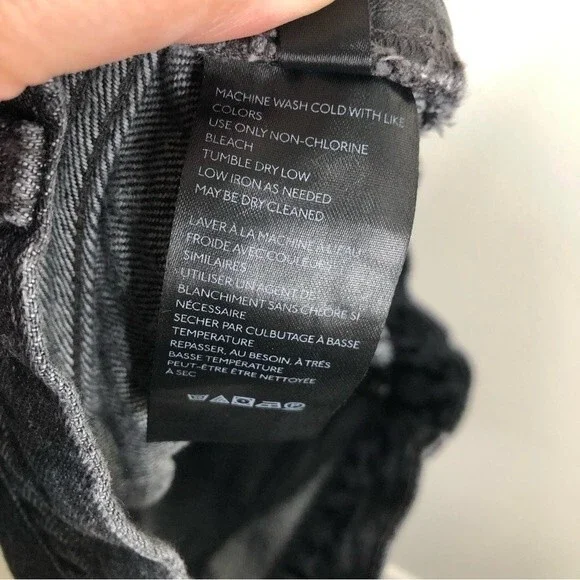 MACHINE WASH COLD WITH LIKE
COLORS
USE ONLY NON-CHLORINE
BLEACH
TUMBLE DRY LOW
LOW IRON AS NEEDED
MAY BE DRY CLEANED
LAVER À LA MACHINE À L'EAU
FROIDE AVEC COULEURS
SIMILAIRES
UTILISER UN AGENT DE
BLANCHIMENT SANS CHLORE SI
NÉCESSAIRE
SECHER PAR CULBUTAGE À BASSE
TEMPERATURE
REPASSER, AU BESOIN, À TRÈS
BASSE TEMPÉRATURE
PEUT-ÊTRE ÊTRE NETTOYÉE
À SEC